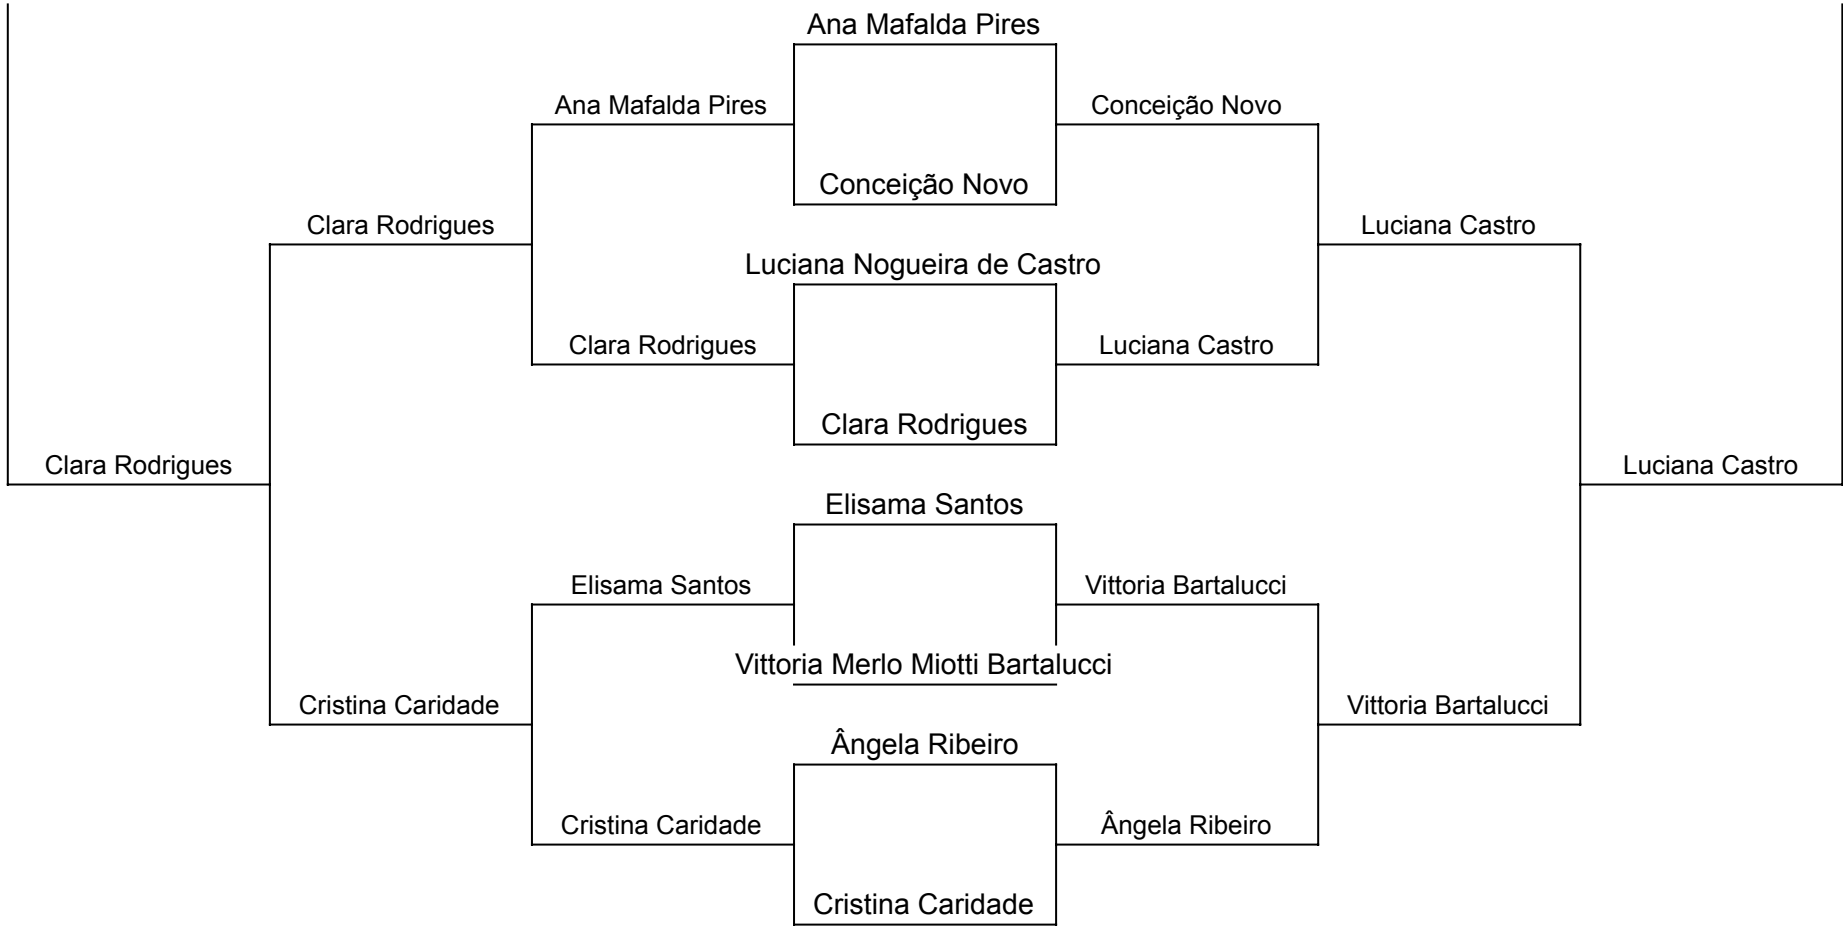 Ana Mafalda Pires
Ana Mafalda Pires
Conceição Novo
Conceição Novo
Clara Rodrigues
Luciana Castro
Luciana Nogueira de Castro
Clara Rodrigues
Luciana Castro
Clara Rodrigues
Clara Rodrigues
Luciana Castro
Elisama Santos
Elisama Santos
Vittoria Bartalucci
Vittoria Merlo Miotti Bartalucci
Cristina Caridade
Vittoria Bartalucci
Ângela Ribeiro
Cristina Caridade
Ângela Ribeiro
Cristina Caridade